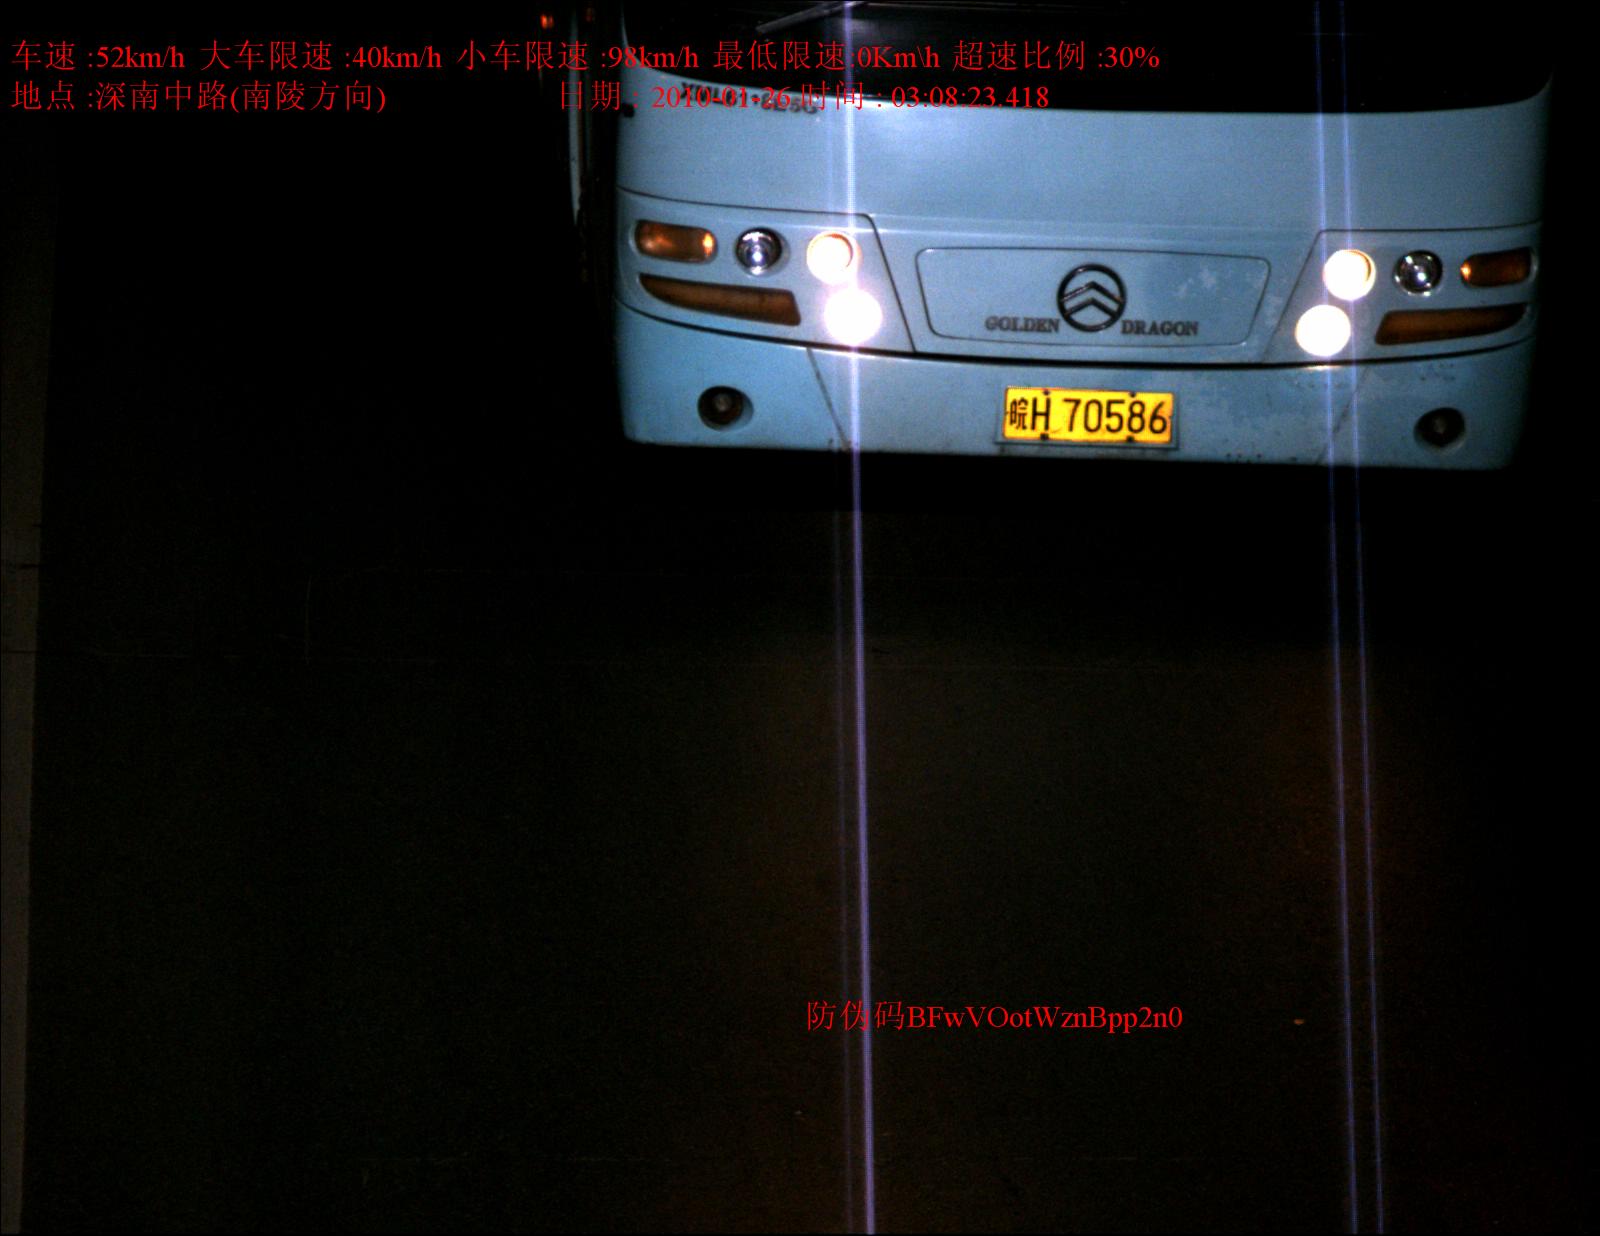 车速:52km/h 大车限速:40km/h 小车限速:98km/h 最低限速:0Km\h 超速比例:30%
地点:深南中路(南陵方向) 日期: 2010-01-26 时间: 03:08:23.418
GOLDEN DRAGON
皖H 70586
防伪码BFwVOotWznBpp2n0